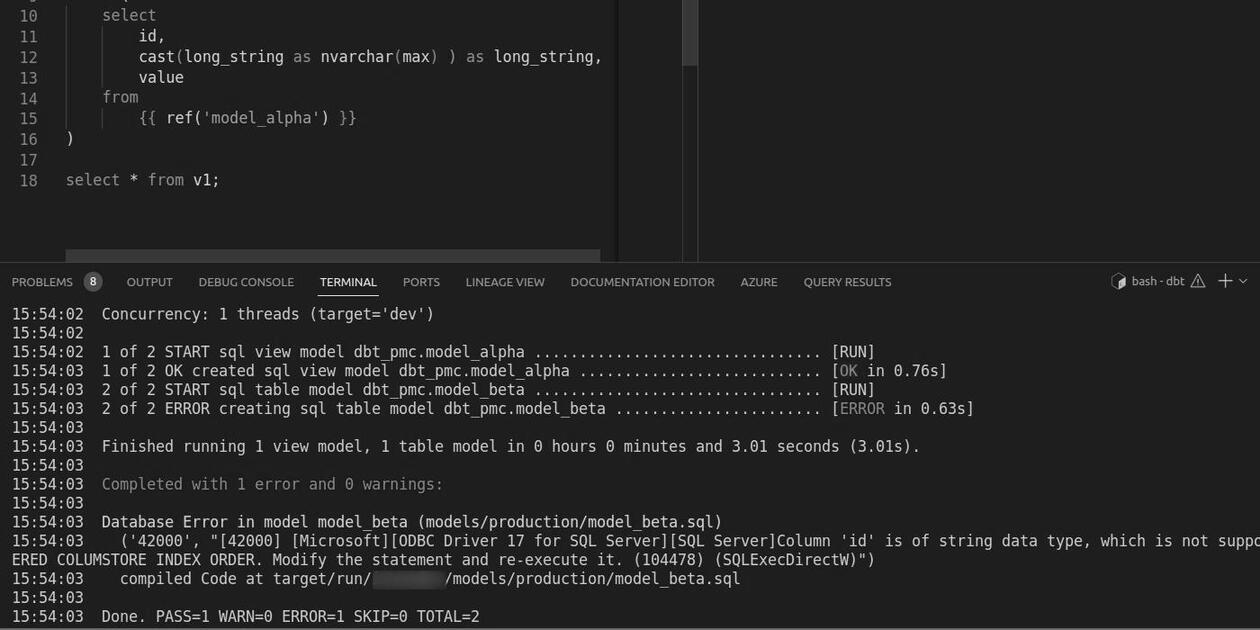 10 select
11 id,
12 cast(long_string as nvarchar(max) ) as long_string,
13 value
14 from
15 {{ ref('model_alpha') }}
16 )
17
18 select * from v1;
PROBLEMS 8 OUTPUT DEBUG CONSOLE TERMINAL PORTS LINEAGE VIEW DOCUMENTATION EDITOR AZURE QUERY RESULTS bash - dbt
15:54:02 Concurrency: 1 threads (target='dev')
15:54:02
15:54:02 1 of 2 START sql view model dbt_pmc.model_alpha ................................ [RUN]
15:54:03 1 of 2 OK created sql view model dbt_pmc.model_alpha ........................... [OK in 0.76s]
15:54:03 2 of 2 START sql table model dbt_pmc.model_beta ................................ [RUN]
15:54:03 2 of 2 ERROR creating sql table model dbt_pmc.model_beta ....................... [ERROR in 0.63s]
15:54:03
15:54:03 Finished running 1 view model, 1 table model in 0 hours 0 minutes and 3.01 seconds (3.01s).
15:54:03
15:54:03 Completed with 1 error and 0 warnings:
15:54:03
15:54:03 Database Error in model model_beta (models/production/model_beta.sql)
15:54:03 ('42000', "[42000] [Microsoft][ODBC Driver 17 for SQL Server][SQL Server]Column 'id' is of string data type, which is not suppo
ERED COLUMSTORE INDEX ORDER. Modify the statement and re-execute it. (104478) (SQLExecDirectW)")
15:54:03 compiled Code at target/run/ /models/production/model_beta.sql
15:54:03
15:54:03 Done. PASS=1 WARN=0 ERROR=1 SKIP=0 TOTAL=2